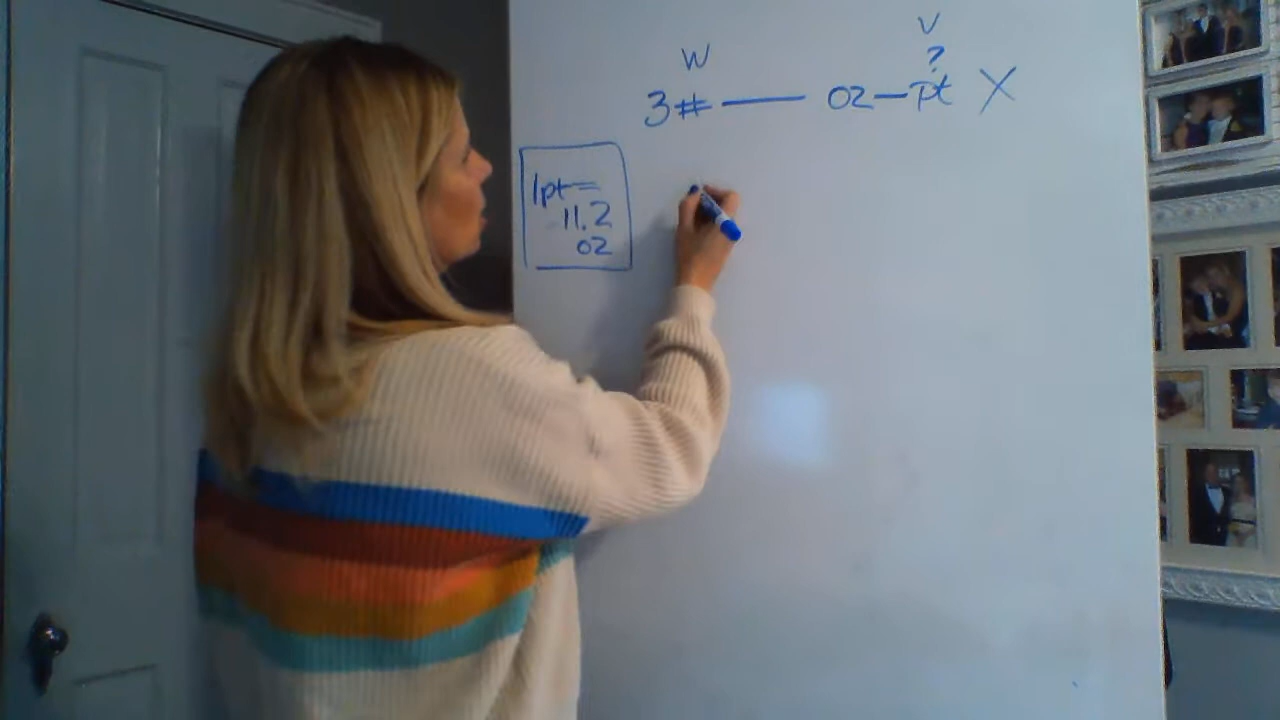 W V
?
3# — oz — pt X
1pt =
11.2
oz